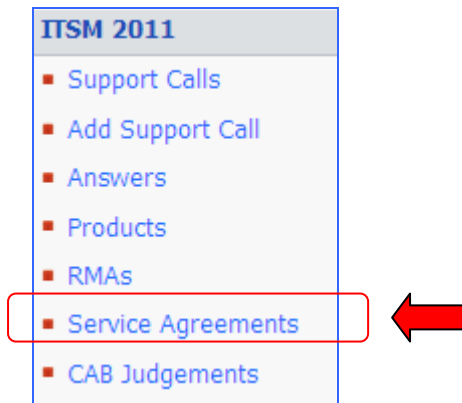 ITSM 2011
Support Calls
Add Support Call
Answers
Products
RMAs
Service Agreements
CAB Judgements